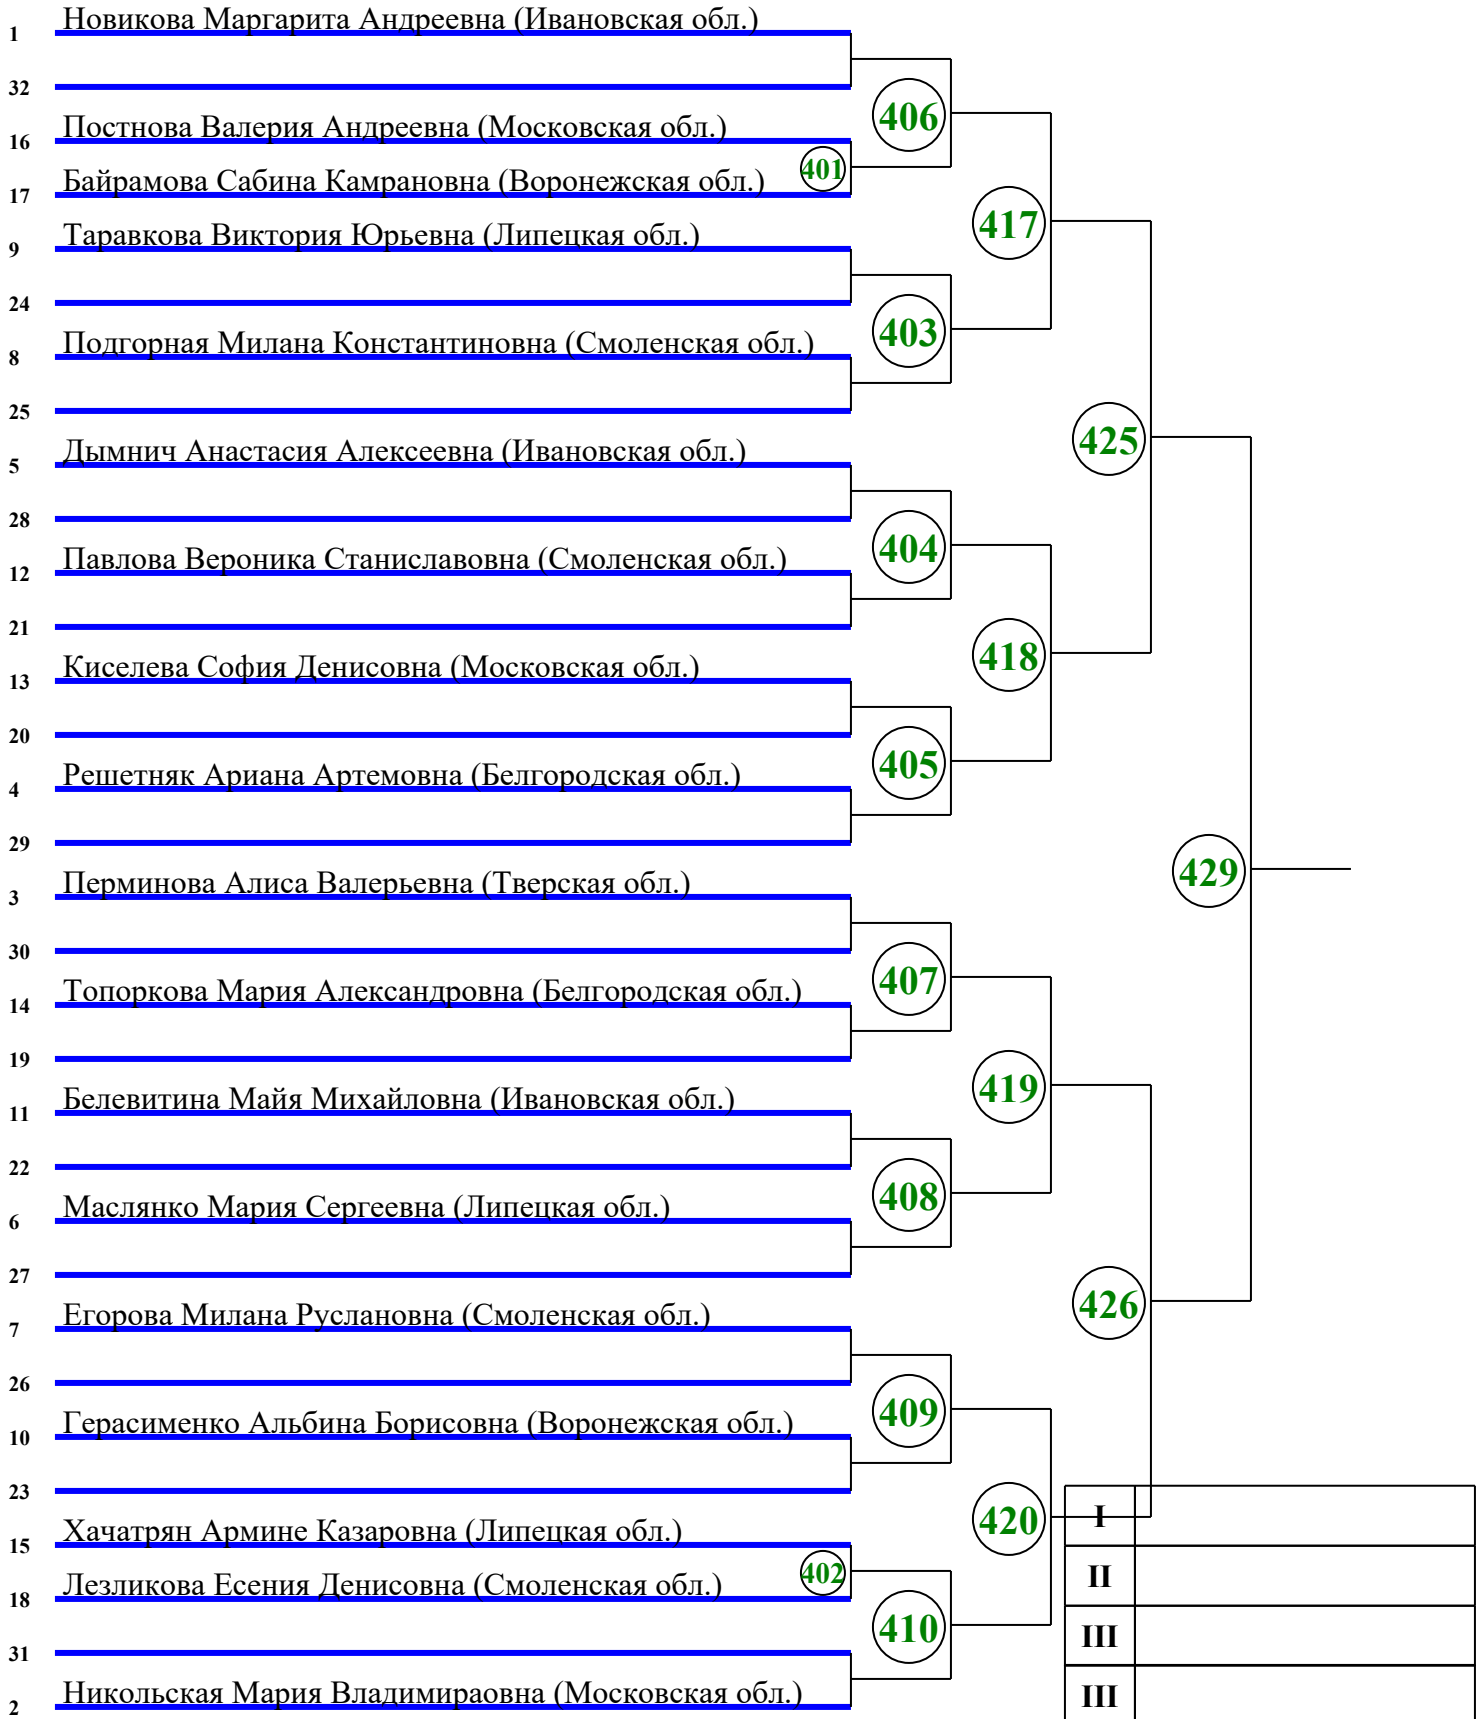 1 Новикова Маргарита Андреевна (Ивановская обл.)
32
406
16 Постнова Валерия Андреевна (Московская обл.)
401
17 Байрамова Сабина Камрановна (Воронежская обл.)
417
9 Таравкова Виктория Юрьевна (Липецкая обл.)
24
403
8 Подгорная Милана Константиновна (Смоленская обл.)
25
425
5 Дымнич Анастасия Алексеевна (Ивановская обл.)
28
404
12 Павлова Вероника Станиславовна (Смоленская обл.)
21
418
13 Киселева София Денисовна (Московская обл.)
20
405
4 Решетняк Ариана Артемовна (Белгородская обл.)
29
429
3 Перминова Алиса Валерьевна (Тверская обл.)
30
407
14 Топоркова Мария Александровна (Белгородская обл.)
19
419
11 Белевитина Майя Михайловна (Ивановская обл.)
22
408
6 Маслянко Мария Сергеевна (Липецкая обл.)
27
426
7 Егорова Милана Руслановна (Смоленская обл.)
26
409
10 Герасименко Альбина Борисовна (Воронежская обл.)
23
420
I
15 Хачатрян Армине Казаровна (Липецкая обл.)
402
II
18 Лезликова Есения Денисовна (Смоленская обл.)
410
III
31
2 Никольская Мария Владимираовна (Московская обл.)
III